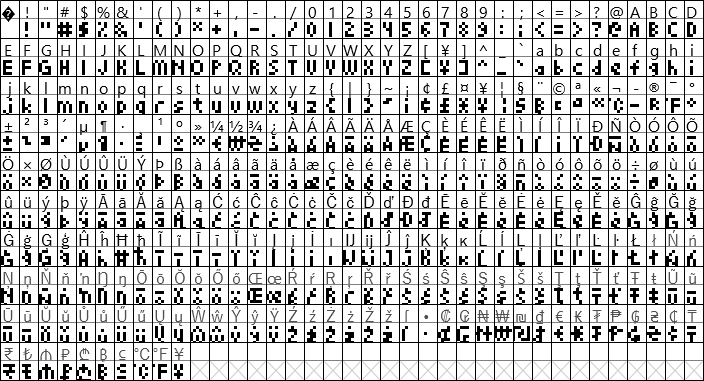 � ! " # $ % & ' ( ) * + , - . / 0 1 2 3 4 5 6 7 8 9 : ; < = > ? @ A B C D
E F G H I J K L M N O P Q R S T U V W X Y Z [ ¥ ] ^ _ ` a b c d e f g h i
j k l m n o p q r s t u v w x y z { | } ~ ¡ ¢ £ ¤ ¥ ¦ § ¨ © ª « ¬ - ® ¯ °
± ² ³ ´ µ ¶ · ¸ ¹ º » ¼ ½ ¾ ¿ À Á Â Ã Ä Å Æ Ç È É Ê Ë Ì Í Î Ï Ð Ñ Ò Ó Ô Õ
Ö × Ø Ù Ú Û Ü Ý Þ ß à á â ã ä å æ ç è é ê ë ì í î ï ð ñ ò ó ô õ ö ÷ ø ù ú
û ü ý þ ÿ Ā ā Ă ă Ą ą Ć ć Ĉ ĉ Ċ ċ Č č Ď ď Đ đ Ē ē Ĕ ĕ Ė ė Ę ę Ě ě Ĝ ĝ Ğ ğ
Ġ ġ Ģ ģ Ĥ ĥ Ħ ħ Ĩ ĩ Ī ī Ĭ ĭ Į į İ ı Ĳ ĳ Ĵ ĵ Ķ ķ ĸ Ĺ ĺ Ļ ļ Ľ ľ Ŀ ŀ Ł ł Ń ń
Ņ ņ Ň ň ŉ Ŋ ŋ Ō ō Ŏ ŏ Ő ő Œ œ Ŕ ŕ Ŗ ŗ Ř ř Ś ś Ŝ ŝ Ş ş Š š Ţ ţ Ť ť Ŧ ŧ Ũ ũ
Ū ū Ŭ ŭ Ů ů Ű ű Ų ų Ŵ ŵ Ŷ ŷ Ÿ Ź ź Ż ż Ž ž ſ • ₡ ₢ ₦ ₩ ₪ ₫ € ₭ ₮ ₱ ₲ ₴ ₵ ₸
₹ ₺ ₼ ₽ ₾ ฿ ⊆ ℃ ℉ ¥